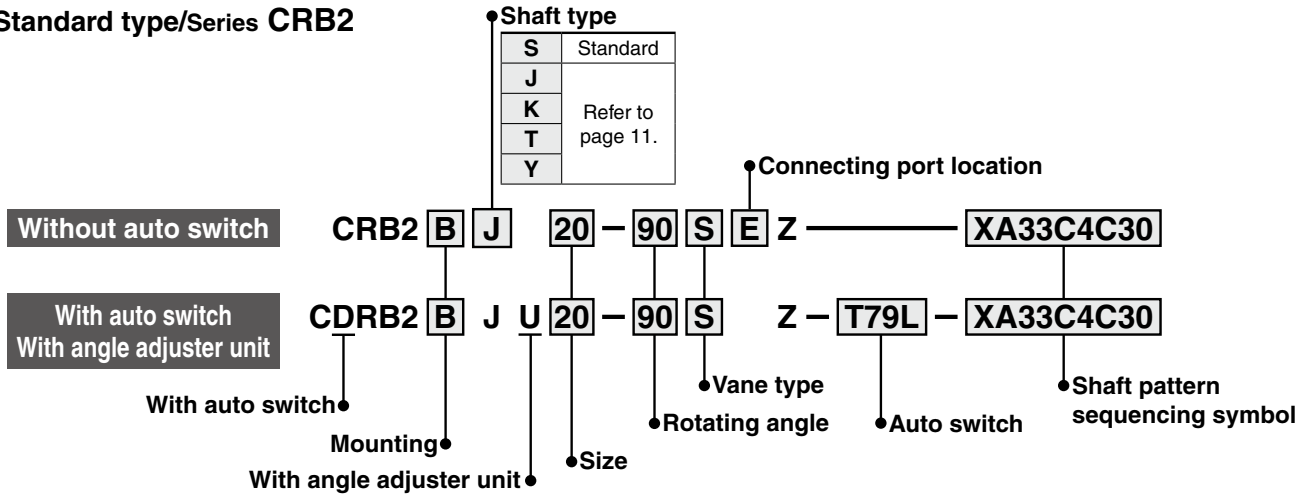 Standard type/Series CRB2
Shaft type
S Standard
J
K
T
Y
Refer to
page 11.
Connecting port location
Without auto switch CRB2 B J 20 – 90 S E Z XA33C4C30
With auto switch
With angle adjuster unit
CDRB2 B J U 20 – 90 S Z – T79L – XA33C4C30
With auto switch
Mounting
With angle adjuster unit
Size
Rotating angle
Vane type
Auto switch
Shaft pattern
sequencing symbol